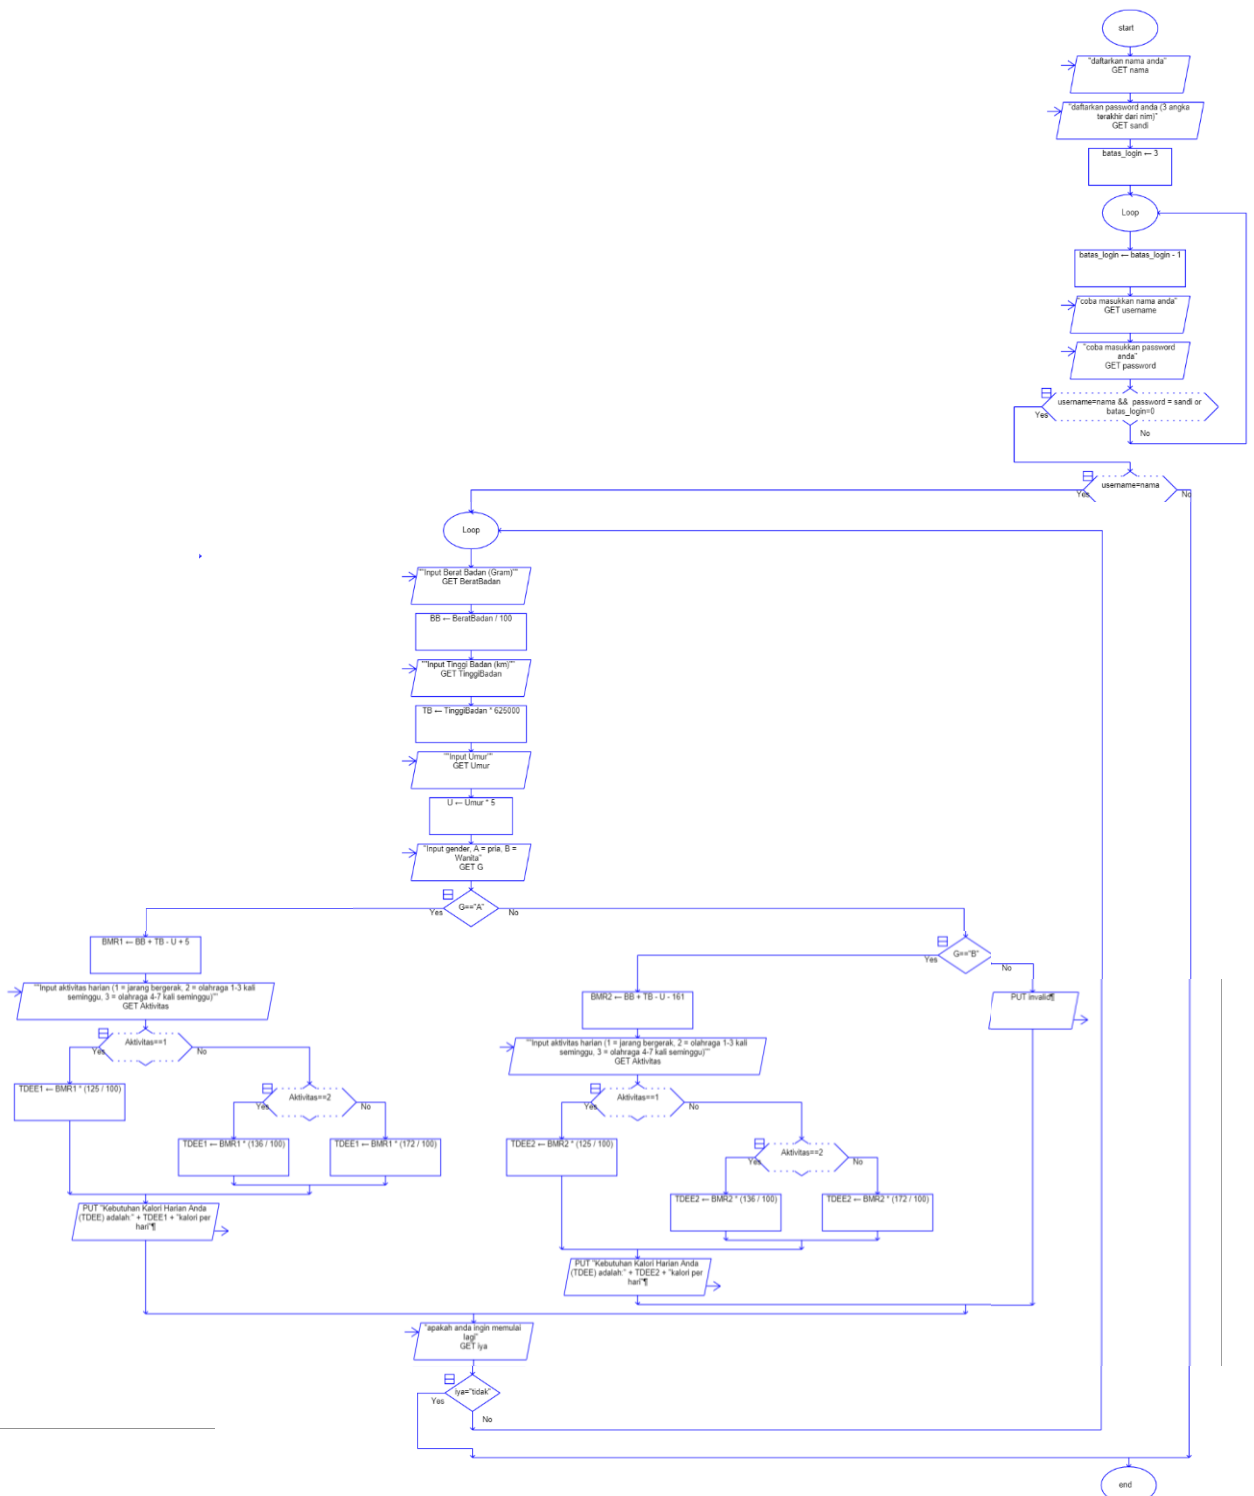 start
"daftarkan nama anda"
GET nama
"daftarkan password anda (3 angka
terakhir dari nim)"
GET sandi
batas_login ← 3
Loop
batas_login ← batas_login - 1
"coba masukkan nama anda"
GET username
"coba masukkan password
anda"
GET password
username=nama && password = sandi or
batas_login=0
Yes
No
username=nama
Yes
No
Loop
""Input Berat Badan (Gram)""
GET BeratBadan
BB ← BeratBadan / 100
""Input Tinggi Badan (km)""
GET TinggiBadan
TB ← TinggiBadan * 625000
""Input Umur""
GET Umur
U ← Umur * 5
"Input gender, A = pria, B =
Wanita"
GET G
G=="A"
Yes
No
BMR1 ← BB + TB - U + 5
""Input aktivitas harian (1 = jarang bergerak, 2 = olahraga 1-3 kali
seminggu, 3 = olahraga 4-7 kali seminggu)""
GET Aktivitas
Aktivitas==1
Yes
No
TDEE1 ← BMR1 * (125 / 100)
Aktivitas==2
Yes
No
TDEE1 ← BMR1 * (136 / 100)
TDEE1 ← BMR1 * (172 / 100)
PUT "Kebutuhan Kalori Harian Anda
(TDEE) adalah:" + TDEE1 + "kalori per
hari"¶
G=="B"
Yes
No
BMR2 ← BB + TB - U - 161
""Input aktivitas harian (1 = jarang bergerak, 2 = olahraga 1-3 kali
seminggu, 3 = olahraga 4-7 kali seminggu)""
GET Aktivitas
Aktivitas==1
Yes
No
TDEE2 ← BMR2 * (125 / 100)
Aktivitas==2
Yes
No
TDEE2 ← BMR2 * (136 / 100)
TDEE2 ← BMR2 * (172 / 100)
PUT "Kebutuhan Kalori Harian Anda
(TDEE) adalah:" + TDEE2 + "kalori per
hari"¶
PUT invalid¶
"apakah anda ingin memulai
lagi"
GET iya
iya="tidak"
Yes
No
end